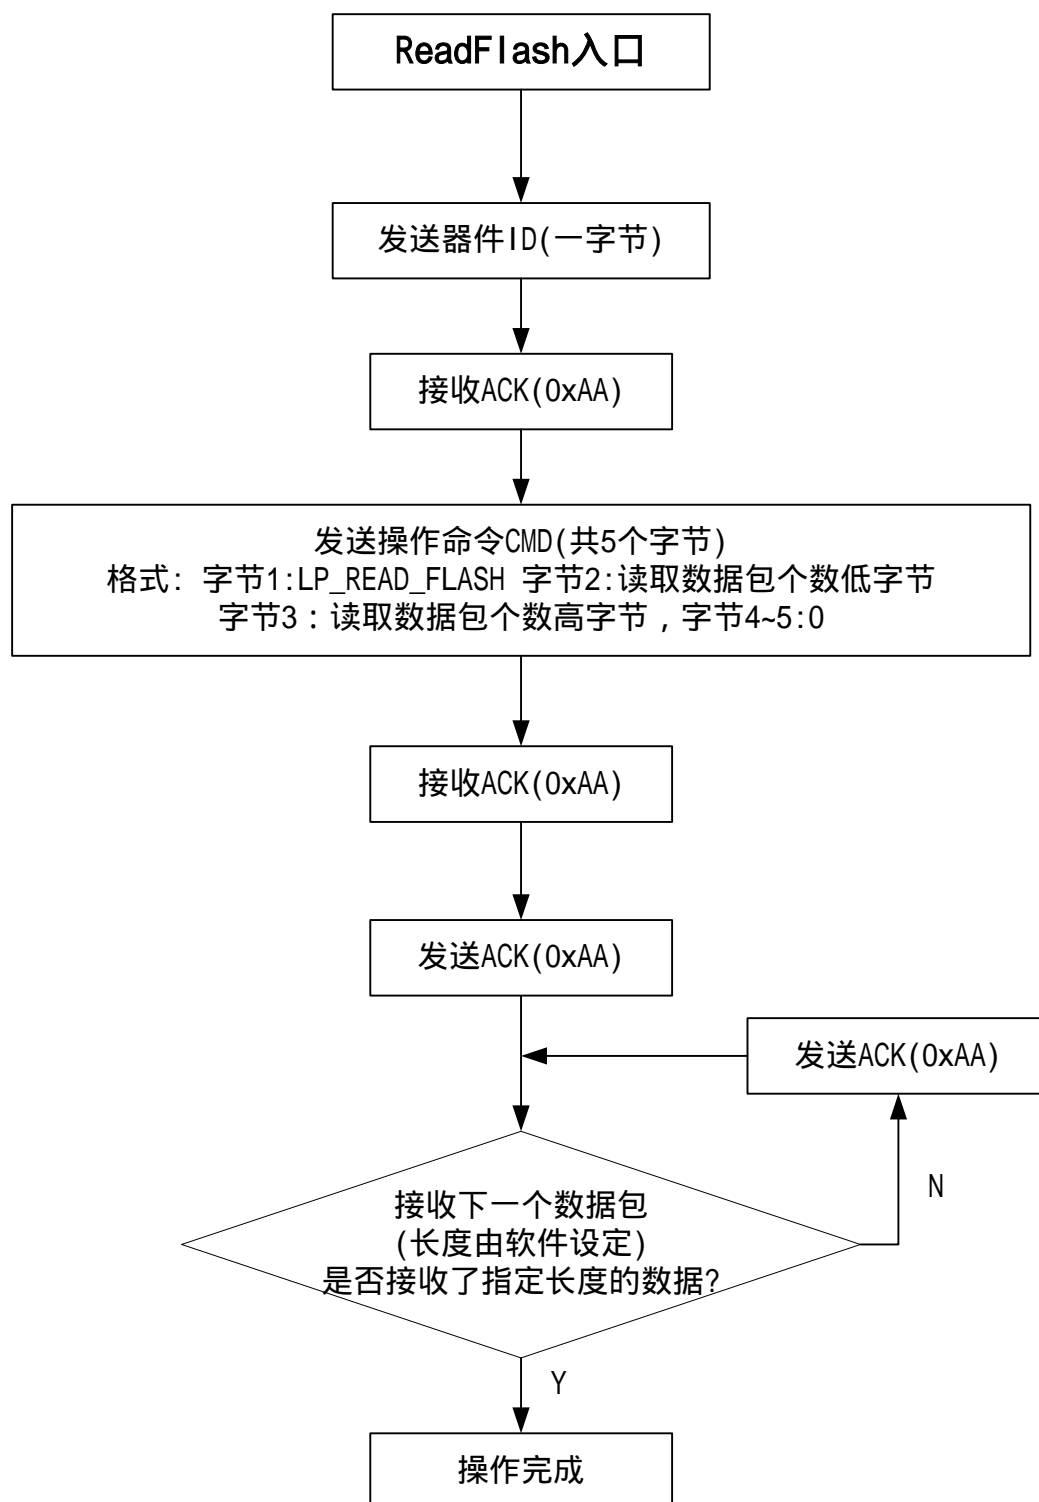 ReadFlash入口
发送器件ID(一字节)
接收ACK(0xAA)
发送操作命令CMD(共5个字节)
格式: 字节1:LP_READ_FLASH 字节2:读取数据包个数低字节
字节3：读取数据包个数高字节，字节4~5:0
接收ACK(0xAA)
发送ACK(0xAA)
发送ACK(0xAA)
N
接收下一个数据包
(长度由软件设定)
是否接收了指定长度的数据?
Y
操作完成